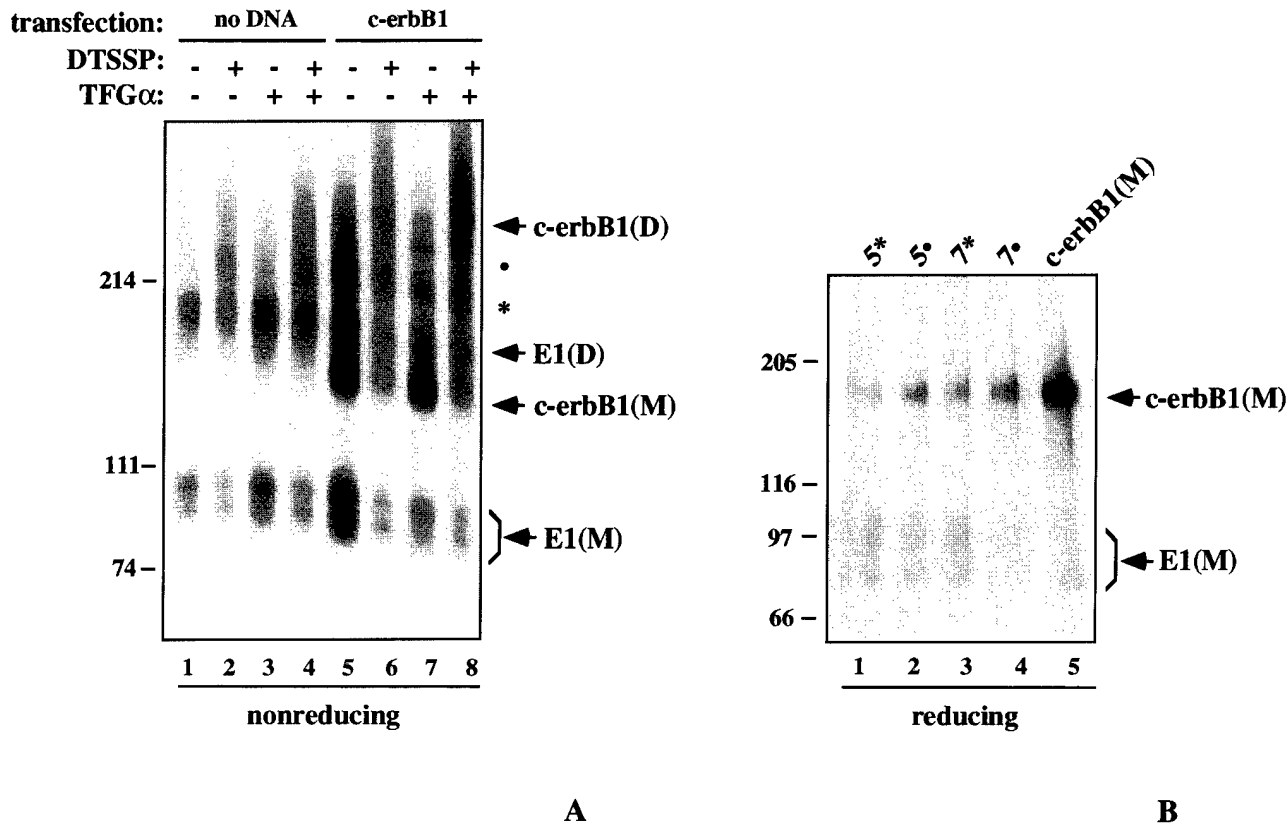 transfection: no DNA c-erbB1
DTSSP: - + - + - + - +
TFGα: - - + + - - + +
c-erbB1(D)
•
214 –
*
E1(D)
c-erbB1(M)
111 –
E1(M)
74 –
1 2 3 4 5 6 7 8
nonreducing
A
5* 5• 7* 7• c-erbB1(M)
205 –
c-erbB1(M)
116 –
97 –
E1(M)
66 –
1 2 3 4 5
reducing
B